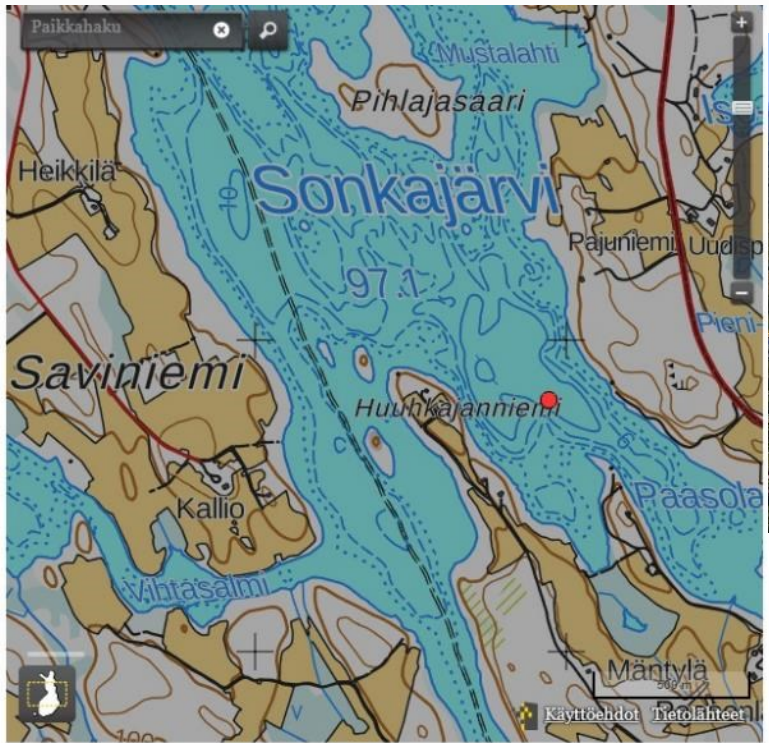 Paikkahaku
Mustalahti
Pihlajasaari
Heikkilä
10
Sonkajärvi
Pajuniemi
Uudisp
97.1
Pieni-
Saviniemi
Huuhkajanniemi
Kallio
Paasola
Vihtasalmi
Mäntylä
500 m
Käyttöehdot Tietolähteet